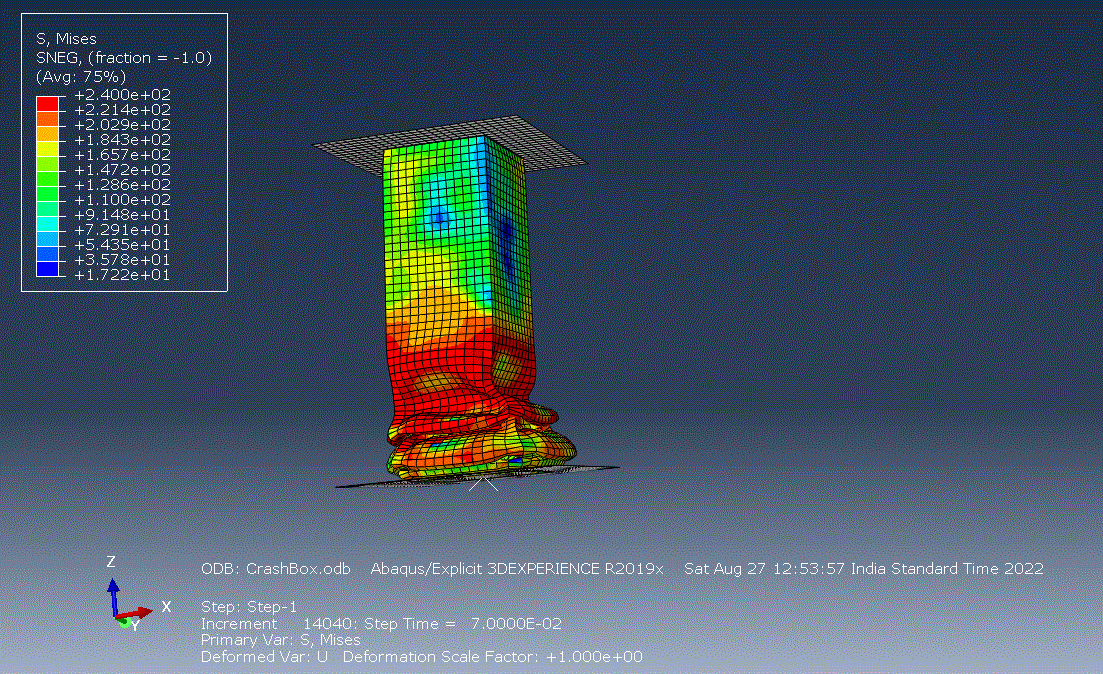 S, Mises
SNEG, (fraction = -1.0)
(Avg: 75%)
+2.400e+02
+2.214e+02
+2.029e+02
+1.843e+02
+1.657e+02
+1.472e+02
+1.286e+02
+1.100e+02
+9.148e+01
+7.291e+01
+5.435e+01
+3.578e+01
+1.722e+01
Z
X
Y
ODB: CrashBox.odb Abaqus/Explicit 3DEXPERIENCE R2019x Sat Aug 27 12:53:57 India Standard Time 2022
Step: Step-1
Increment 14040: Step Time = 7.0000E-02
Primary Var: S, Mises
Deformed Var: U Deformation Scale Factor: +1.000e+00